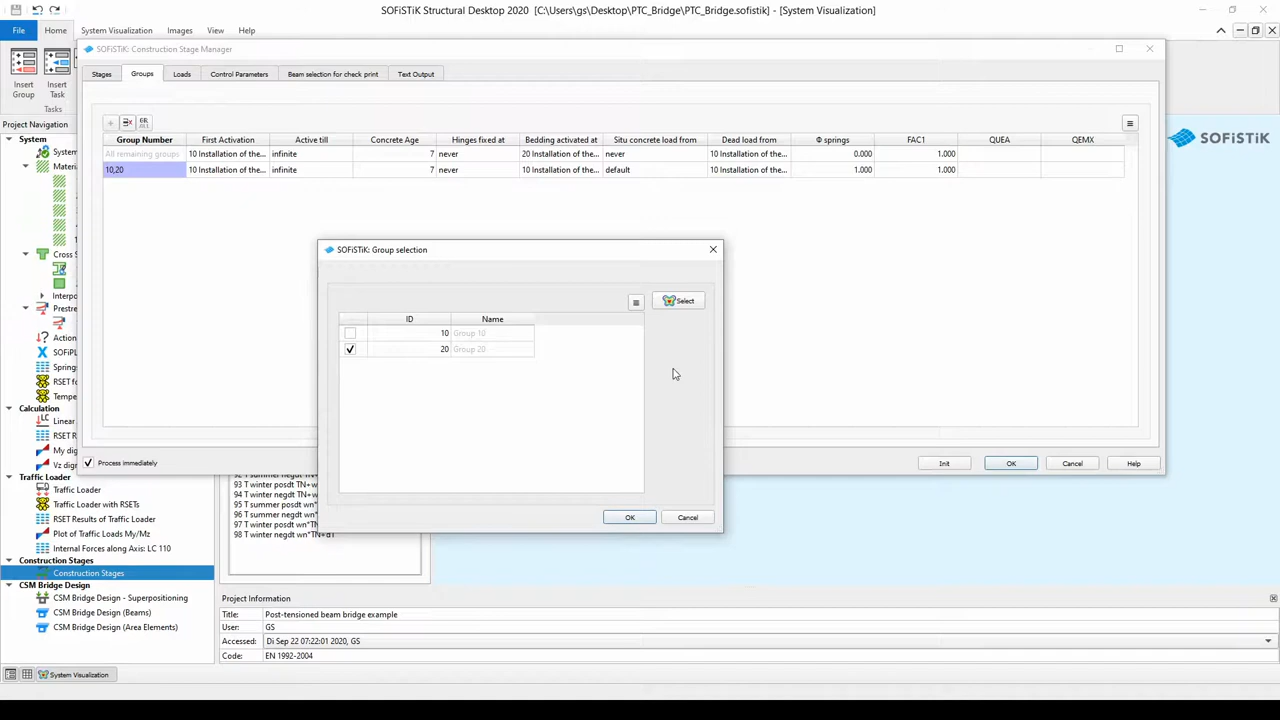 SOFiSTiK Structural Desktop 2020 [C:\Users\gs\Desktop\PTC_Bridge\PTC_Bridge.sofistik] - [System Visualization]
File Home System Visualization Images View Help
SOFiSTiK: Construction Stage Manager
Insert Group
Insert Task
Tasks
Stages Groups Loads Control Parameters Beam selection for check print Text Output
Project Navigation
Group Number First Activation Active till Concrete Age Hinges fixed at Bedding activated at Situ concrete load from Dead load from Φ springs FAC1 QUEA QEMX
All remaining groups 10 Installation of the... infinite 7 never 20 Installation of the... never 10 Installation of the... 0.000 1.000
10,20 10 Installation of the... infinite 7 never 10 Installation of the... default 10 Installation of the... 1.000 1.000
SOFiSTiK
System
System
Materia
Cross S
Interpo
Prestre
Action
SOFiPL
Springs
RSET fo
Tempe
Calculation
Linear
RSET R
My digr
Vz digr
SOFiSTiK: Group selection
Select
ID Name
10 Group 10
20 Group 20
OK Cancel
Process immediately
Init OK Cancel Help
93 T winter posdt TN+w
94 T winter negdt TN+w
95 T summer posdt wn*T
96 T summer negdt wn*T
97 T winter posdt wn*TN
98 T winter negdt wn*TN+dT
Traffic Loader
Traffic Loader
Traffic Loader with RSETs
RSET Results of Traffic Loader
Plot of Traffic Loads My/Mz
Internal Forces along Axis: LC 110
Construction Stages
Construction Stages
CSM Bridge Design
CSM Bridge Design - Superpositioning
CSM Bridge Design (Beams)
CSM Bridge Design (Area Elements)
Project Information
Title: Post-tensioned beam bridge example
User: GS
Accessed: Di Sep 22 07:22:01 2020, GS
Code: EN 1992-2004
System Visualization